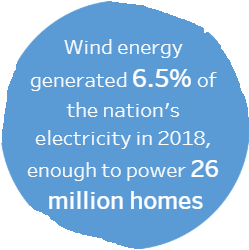 Wind energy
generated 6.5% of
the nation's
electricity in 2018,
enough to power 26
million homes